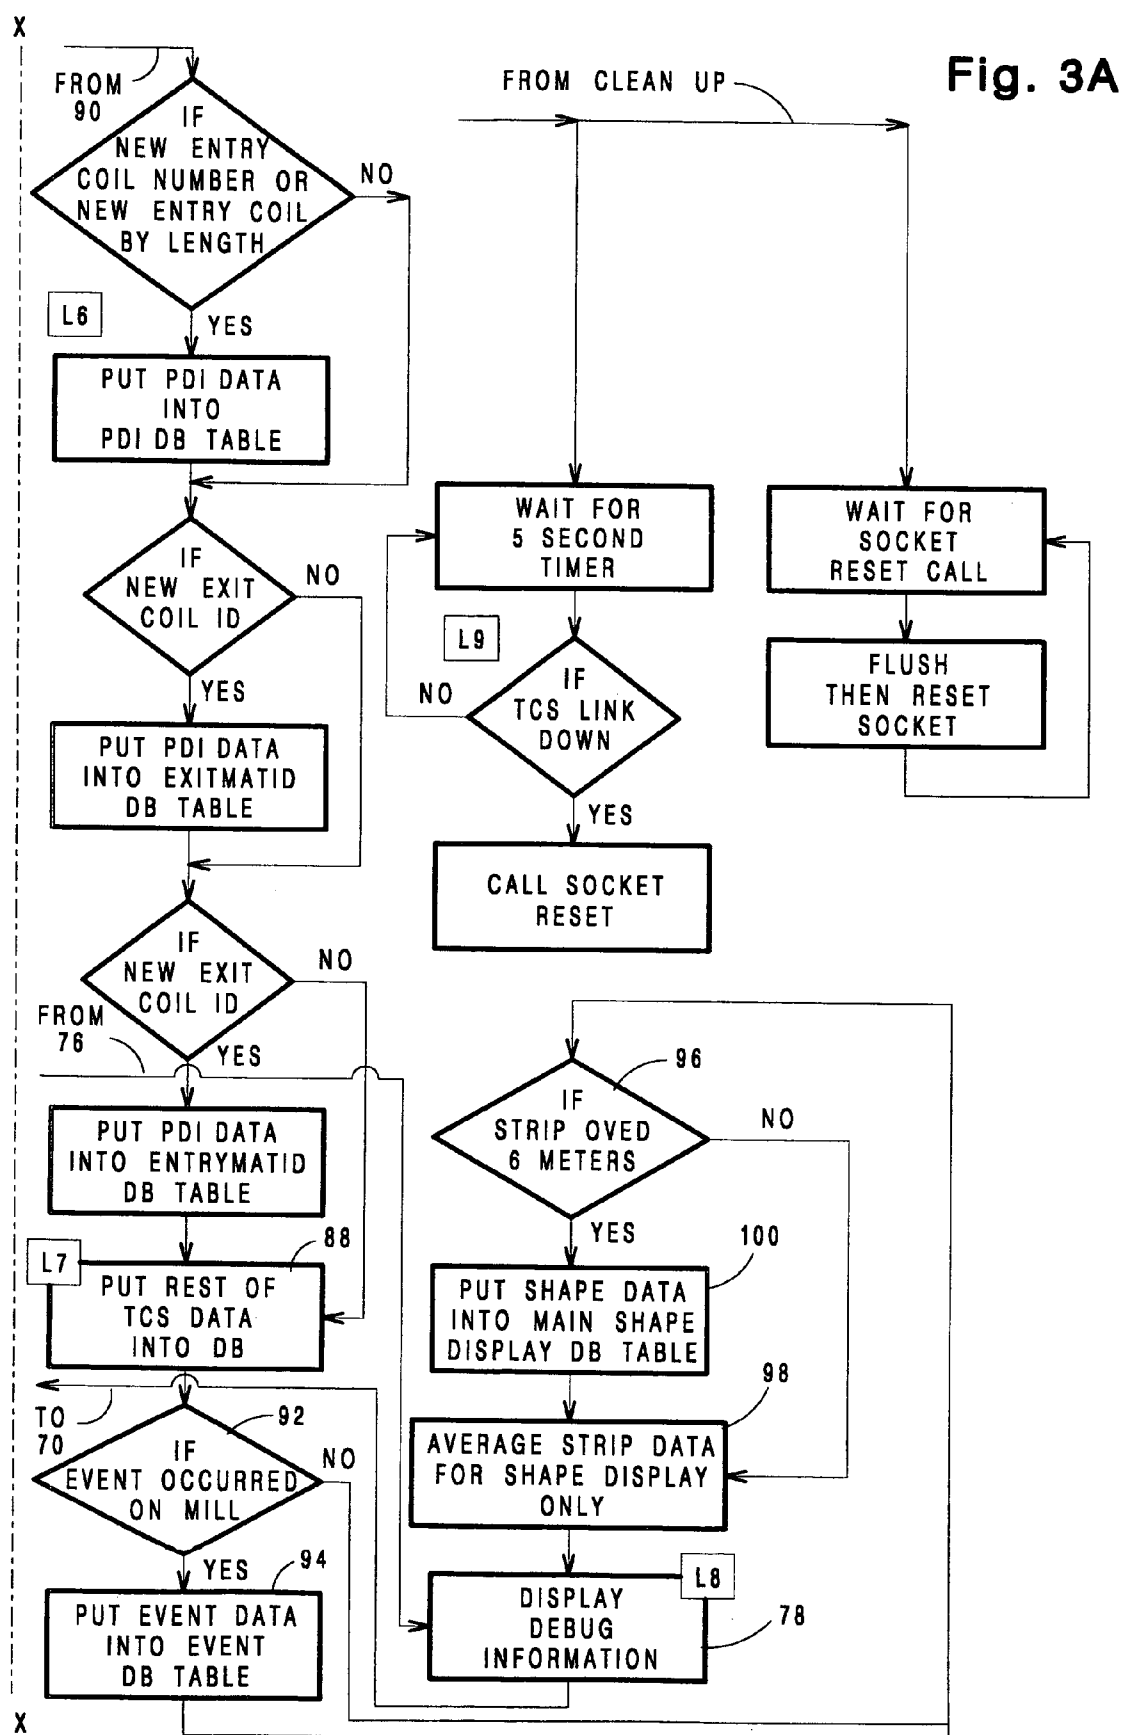 X
Fig. 3A
FROM
90
IF
NEW ENTRY
COIL NUMBER OR
NEW ENTRY COIL
BY LENGTH
NO
L6
YES
PUT PDI DATA
INTO
PDI DB TABLE
IF
NEW EXIT
COIL ID
NO
YES
PUT PDI DATA
INTO EXITMATID
DB TABLE
IF
NEW EXIT
COIL ID
NO
FROM
76
YES
PUT PDI DATA
INTO ENTRYMATID
DB TABLE
L7
88
PUT REST OF
TCS DATA
INTO DB
TO
70
92
IF
EVENT OCCURRED
ON MILL
NO
YES
94
PUT EVENT DATA
INTO EVENT
DB TABLE
X
FROM CLEAN UP
WAIT FOR
5 SECOND
TIMER
L9
IF
TCS LINK
DOWN
NO
YES
CALL SOCKET
RESET
WAIT FOR
SOCKET
RESET CALL
FLUSH
THEN RESET
SOCKET
96
IF
STRIP OVED
6 METERS
NO
YES
100
PUT SHAPE DATA
INTO MAIN SHAPE
DISPLAY DB TABLE
98
AVERAGE STRIP DATA
FOR SHAPE DISPLAY
ONLY
L8
DISPLAY
DEBUG
INFORMATION
78